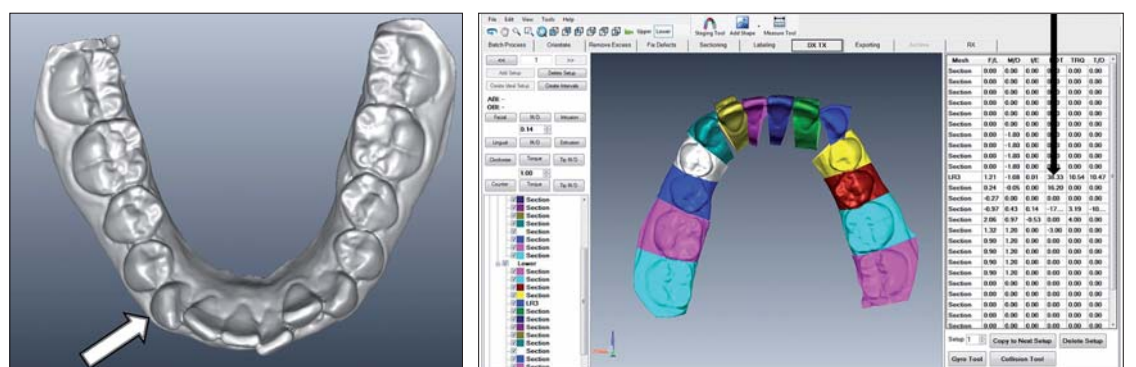 File Edit View Tools Help
Upper Lower Staging Tool Add Shape Measure Tool
Batch Process Orientate Remove Excess Fix Defects Sectioning Labeling DX TX Exporting Archive RX
<< 1 >>
Add Setup Delete Setup
Create Ideal Setup Create Intervals
Facial M/D Intrusion
0.14
Lingual M/D Extrusion
Clockwise Torque Tip M/D
1.00
Counter Torque Tip M/D
Section
Section
Section
Section
Section
Section
Section
Section
Lower
Section
Section
Section
Section
LR3
Section
Section
Section
Section
Section
Section
Section
Section
Mesh F/L M/D I/E TRQ T/D
Section 0.00 0.00 0.00 0.00 0.00
Section 0.00 0.00 0.00 0.00 0.00
Section 0.00 0.00 0.00 0.00 0.00
Section 0.00 0.00 0.00 0.00 0.00
Section 0.00 0.00 0.00 0.00 0.00
Section 0.00 0.00 0.00 0.00 0.00
Section 0.00 -1.80 0.00 0.00 0.00
Section 0.00 -1.80 0.00 0.00 0.00
Section 0.00 -1.80 0.00 0.00 0.00
Section 0.00 -1.80 0.00 0.00 0.00
LR3 1.21 -1.08 0.01 38.33 10.54 10.47
Section 0.24 -0.05 0.00 16.20 0.00 0.00
Section -0.27 0.00 0.00 0.00 0.00 0.00
Section -0.97 0.43 0.14 -17... 3.19 -10...
Section 2.06 0.97 -0.53 0.00 4.00 0.00
Section 1.32 1.20 0.00 -3.00 0.00 0.00
Section 0.90 1.20 0.00 0.00 0.00 0.00
Section 0.90 1.20 0.00 0.00 0.00 0.00
Section 0.90 1.20 0.00 0.00 0.00 0.00
Section 0.90 1.20 0.00 0.00 0.00 0.00
Section 0.00 0.00 0.00 0.00 0.00 0.00
Section 0.00 0.00 0.00 0.00 0.00 0.00
Section 0.00 0.00 0.00 0.00 0.00 0.00
Section 0.00 0.00 0.00 0.00 0.00 0.00
Section 0.00 0.00 0.00 0.00 0.00 0.00
Setup 1 Copy to Next Setup Delete Setup
Gyro Tool Collision Tool